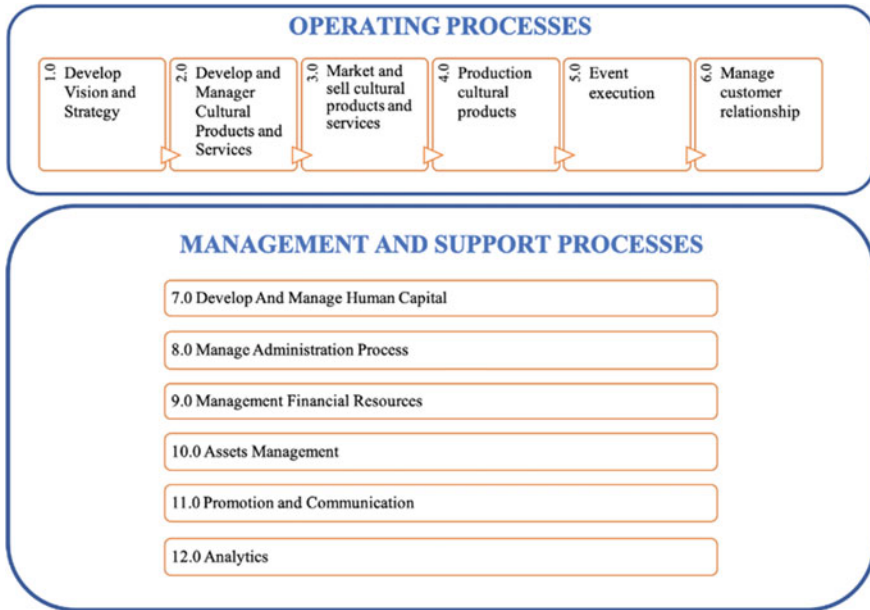 OPERATING PROCESSES
1.0
Develop
Vision and
Strategy
2.0
Develop and
Manager
Cultural
Products and
Services
3.0
Market and
sell cultural
products and
services
4.0
Production
cultural
products
5.0
Event
execution
6.0
Manage
customer
relationship
MANAGEMENT AND SUPPORT PROCESSES
7.0 Develop And Manage Human Capital
8.0 Manage Administration Process
9.0 Management Financial Resources
10.0 Assets Management
11.0 Promotion and Communication
12.0 Analytics